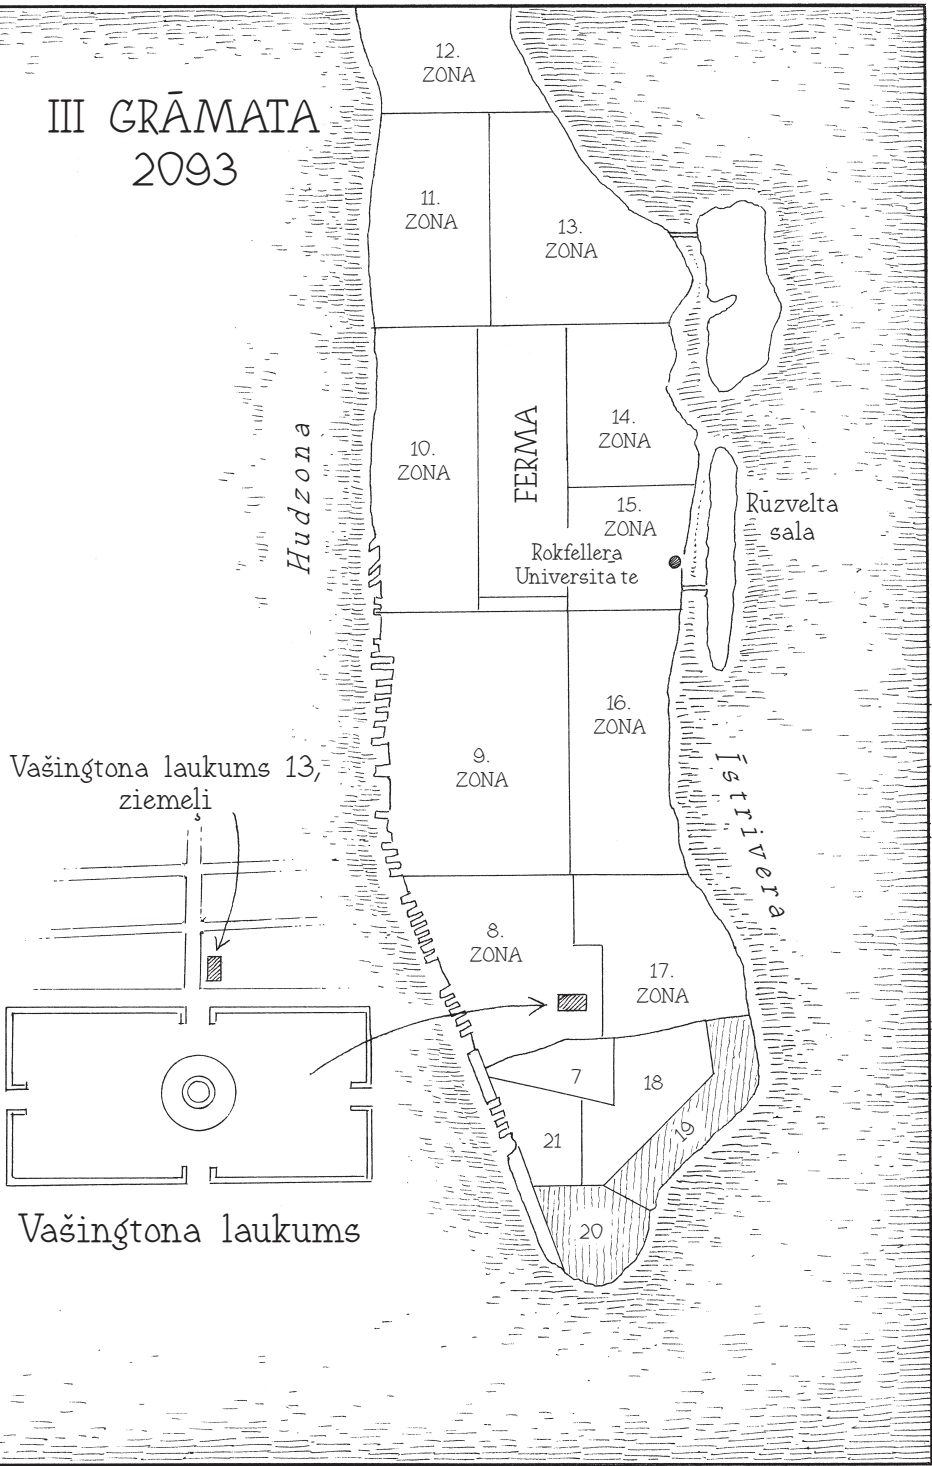 III GRĀMATA
2093
12.
ZONA
11.
ZONA
13.
ZONA
10.
ZONA
FERMA
14.
ZONA
15.
ZONA
Rokfellera
Universitāte
Hudzona
Rūzvelta
sala
9.
ZONA
16.
ZONA
Īstrivera
Vašingtona laukums 13,
ziemeļi
8.
ZONA
17.
ZONA
7
18
19
21
20
Vašingtona laukums